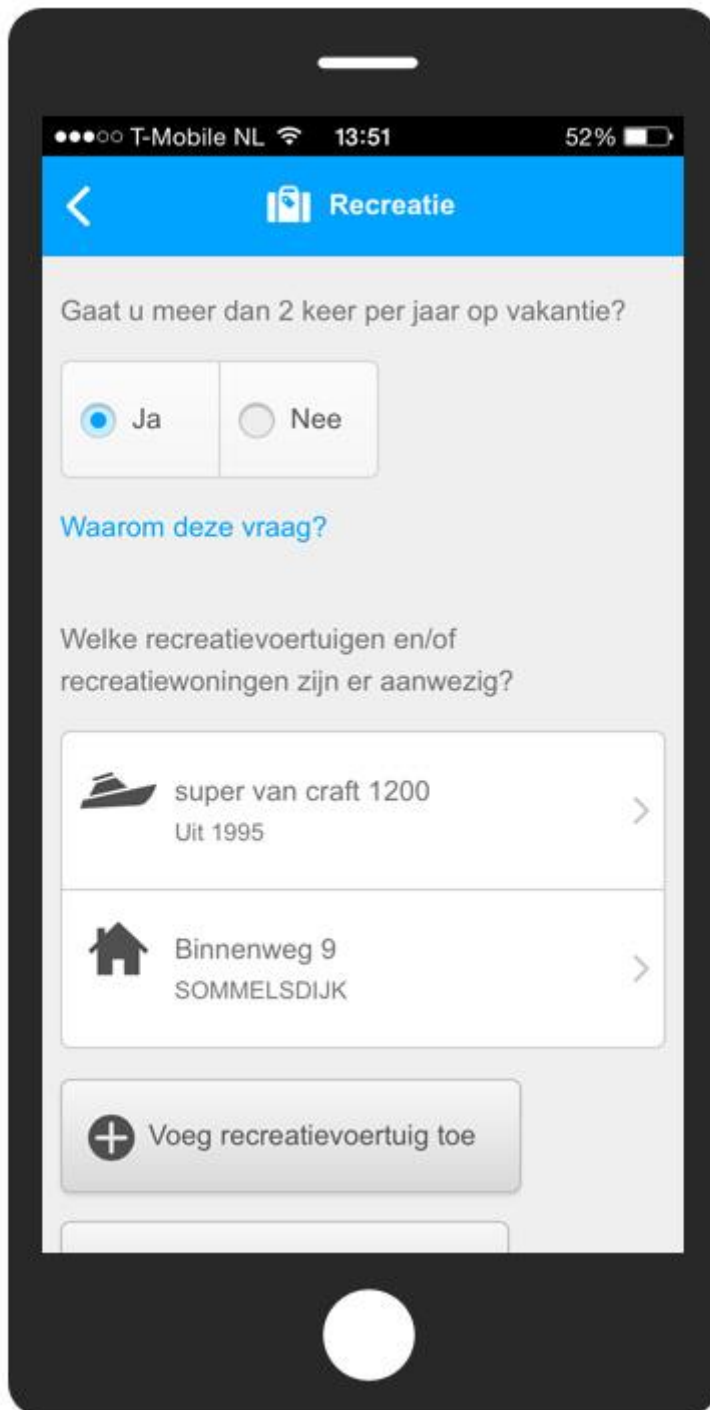 T-Mobile NL 13:51 52%
Recreatie
Gaat u meer dan 2 keer per jaar op vakantie?
Ja Nee
Waarom deze vraag?
Welke recreatievoertuigen en/of
recreatiewoningen zijn er aanwezig?
super van craft 1200
Uit 1995
Binnenweg 9
SOMMELSDIJK
Voeg recreatievoertuig toe